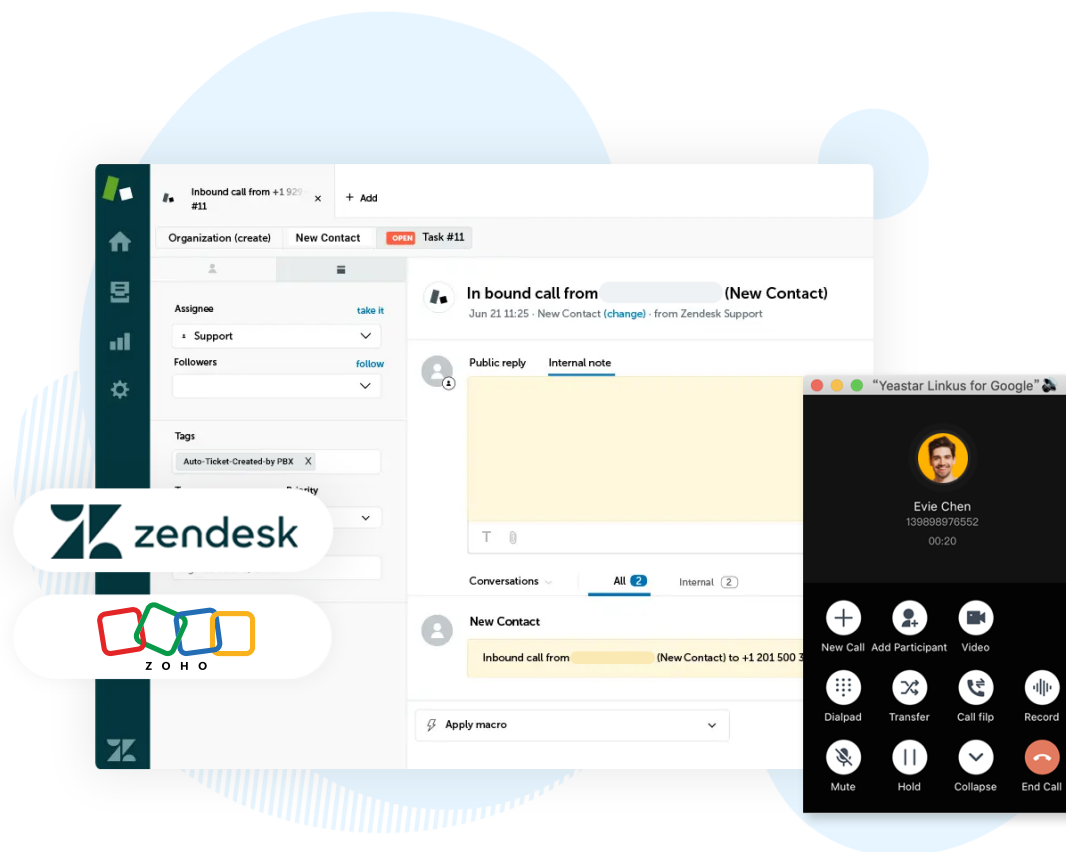 Inbound call from +1 929
#11
+ Add
Organization (create)
New Contact
OPEN Task #11
Assignee
take it
Support
Followers
follow
Tags
Auto-Ticket-Created-by PBX X
In bound call from (New Contact)
Jun 21 11:25 · New Contact (change) · from Zendesk Support
Public reply
Internal note
Conversations
All 2
Internal 2
New Contact
Inbound call from (New Contact) to +1 201 500
Apply macro
zendesk
ZOHO
“Yeastar Linkus for Google”
Evie Chen
139898976552
00:20
New Call
Add Participant
Video
Dialpad
Transfer
Call filp
Record
Mute
Hold
Collapse
End Call